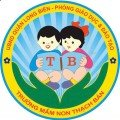 UBND QUẬN LONG BIÊN - PHÒNG GIÁO DỤC & ĐÀO TẠO
T B
TRƯỜNG MẦM NON THẠCH BÀN